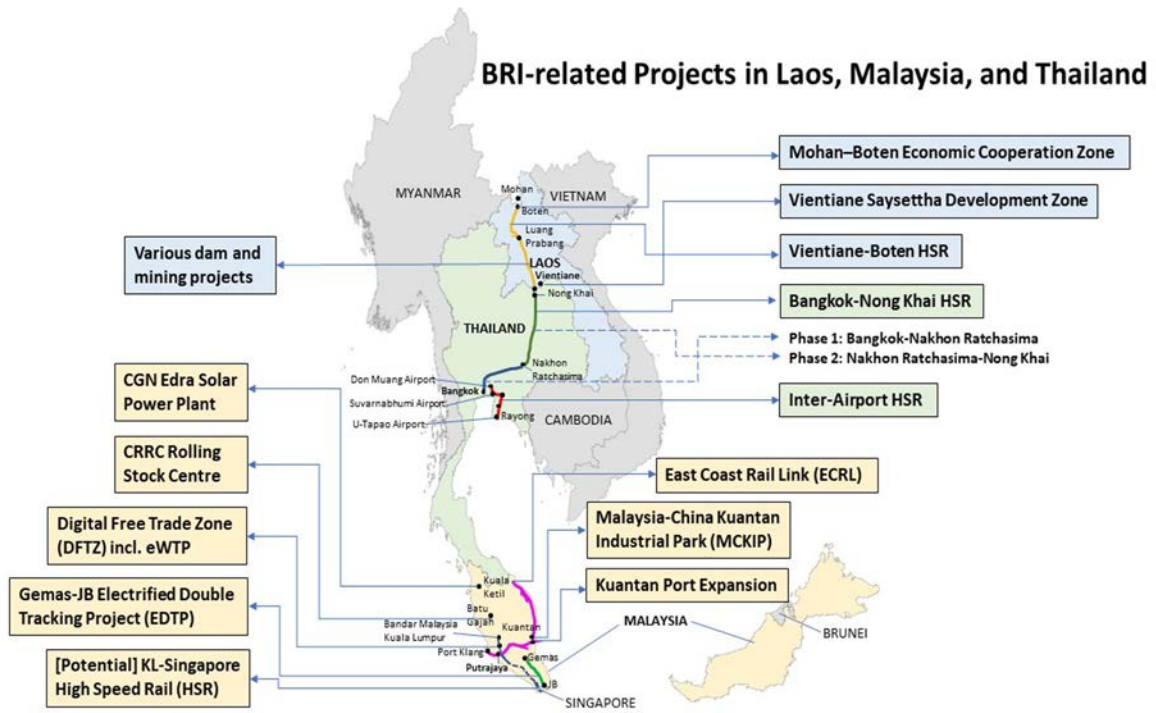 BRI-related Projects in Laos, Malaysia, and Thailand
Mohan–Boten Economic Cooperation Zone
Vientiane Saysettha Development Zone
Vientiane-Boten HSR
Bangkok-Nong Khai HSR
Phase 1: Bangkok-Nakhon Ratchasima
Phase 2: Nakhon Ratchasima-Nong Khai
Inter-Airport HSR
East Coast Rail Link (ECRL)
Malaysia-China Kuantan
Industrial Park (MCKIP)
Kuantan Port Expansion
Various dam and
mining projects
CGN Edra Solar
Power Plant
CRRC Rolling
Stock Centre
Digital Free Trade Zone
(DFTZ) incl. eWTP
Gemas-JB Electrified Double
Tracking Project (EDTP)
[Potential] KL-Singapore
High Speed Rail (HSR)
MYANMAR
VIETNAM
Mohan
Boten
Luang
Prabang
LAOS
Vientiane
Nong Khai
THAILAND
Nakhon
Ratchasima
Don Muang Airport
Bangkok
Suvarnabhumi Airport
U-Tapao Airport
Rayong
CAMBODIA
Kuala
Ketil
Batu
Gajah
Bandar Malaysia
Kuala Lumpur
Kuantan
Port Klang
Putrajaya
Gemas
JB
SINGAPORE
MALAYSIA
BRUNEI